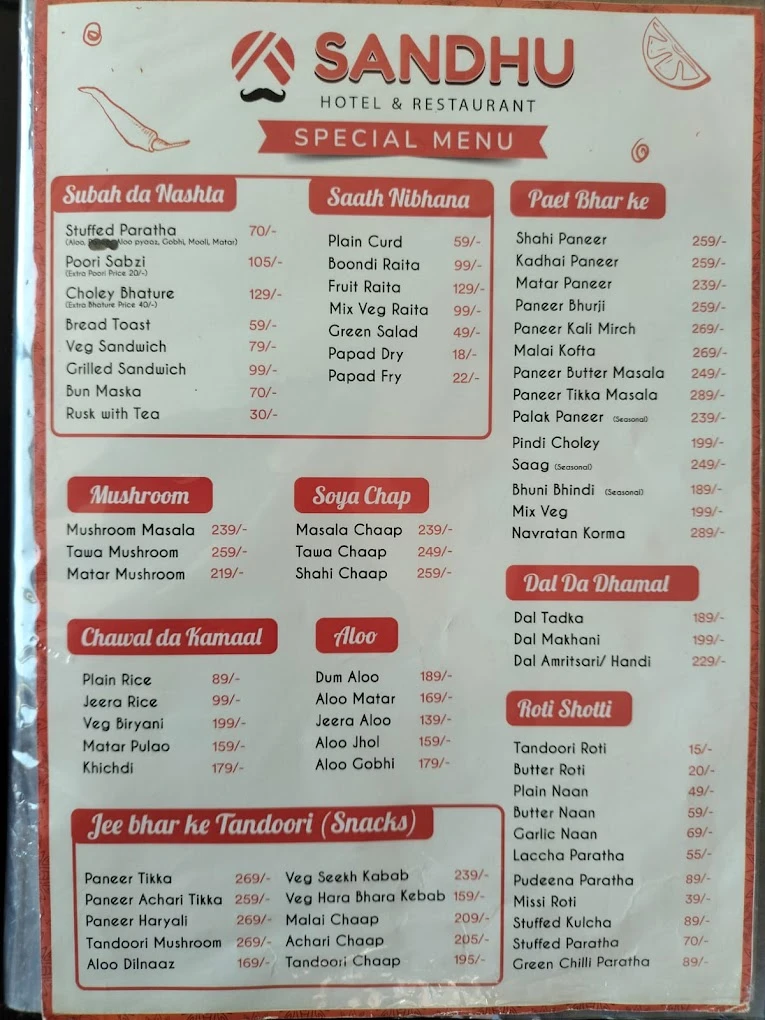 SANDHU
HOTEL & RESTAURANT
SPECIAL MENU
Subah da Nashta
Stuffed Paratha 70/-
(Aloo, Aloo pyaaz, Gobhi, Mooli, Matar)
Poori Sabzi 105/-
(Extra Poori Price 20/-)
Choley Bhature 129/-
(Extra Bhature Price 40/-)
Bread Toast 59/-
Veg Sandwich 79/-
Grilled Sandwich 99/-
Bun Maska 70/-
Rusk with Tea 30/-
Saath Nibhana
Plain Curd 59/-
Boondi Raita 99/-
Fruit Raita 129/-
Mix Veg Raita 99/-
Green Salad 49/-
Papad Dry 18/-
Papad Fry 22/-
Paet Bhar ke
Shahi Paneer 259/-
Kadhai Paneer 259/-
Matar Paneer 239/-
Paneer Bhurji 259/-
Paneer Kali Mirch 269/-
Malai Kofta 269/-
Paneer Butter Masala 249/-
Paneer Tikka Masala 289/-
Palak Paneer (Seasonal) 239/-
Pindi Choley 199/-
Saag (Seasonal) 249/-
Bhuni Bhindi (Seasonal) 189/-
Mix Veg 199/-
Navratan Korma 289/-
Mushroom
Mushroom Masala 239/-
Tawa Mushroom 259/-
Matar Mushroom 219/-
Soya Chap
Masala Chaap 239/-
Tawa Chaap 249/-
Shahi Chaap 259/-
Dal Da Dhamal
Dal Tadka 189/-
Dal Makhani 199/-
Dal Amritsari/ Handi 229/-
Chawal da Kamaal
Plain Rice 89/-
Jeera Rice 99/-
Veg Biryani 199/-
Matar Pulao 159/-
Khichdi 179/-
Aloo
Dum Aloo 189/-
Aloo Matar 169/-
Jeera Aloo 139/-
Aloo Jhol 159/-
Aloo Gobhi 179/-
Roti Shotti
Tandoori Roti 15/-
Butter Roti 20/-
Plain Naan 49/-
Butter Naan 59/-
Garlic Naan 69/-
Laccha Paratha 55/-
Pudeena Paratha 89/-
Missi Roti 39/-
Stuffed Kulcha 89/-
Stuffed Paratha 70/-
Green Chilli Paratha 89/-
Jee bhar ke Tandoori (Snacks)
Paneer Tikka 269/-
Paneer Achari Tikka 259/-
Paneer Haryali 269/-
Tandoori Mushroom 269/-
Aloo Dilnaaz 169/-
Veg Seekh Kabab 239/-
Veg Hara Bhara Kebab 159/-
Malai Chaap 209/-
Achari Chaap 205/-
Tandoori Chaap 195/-